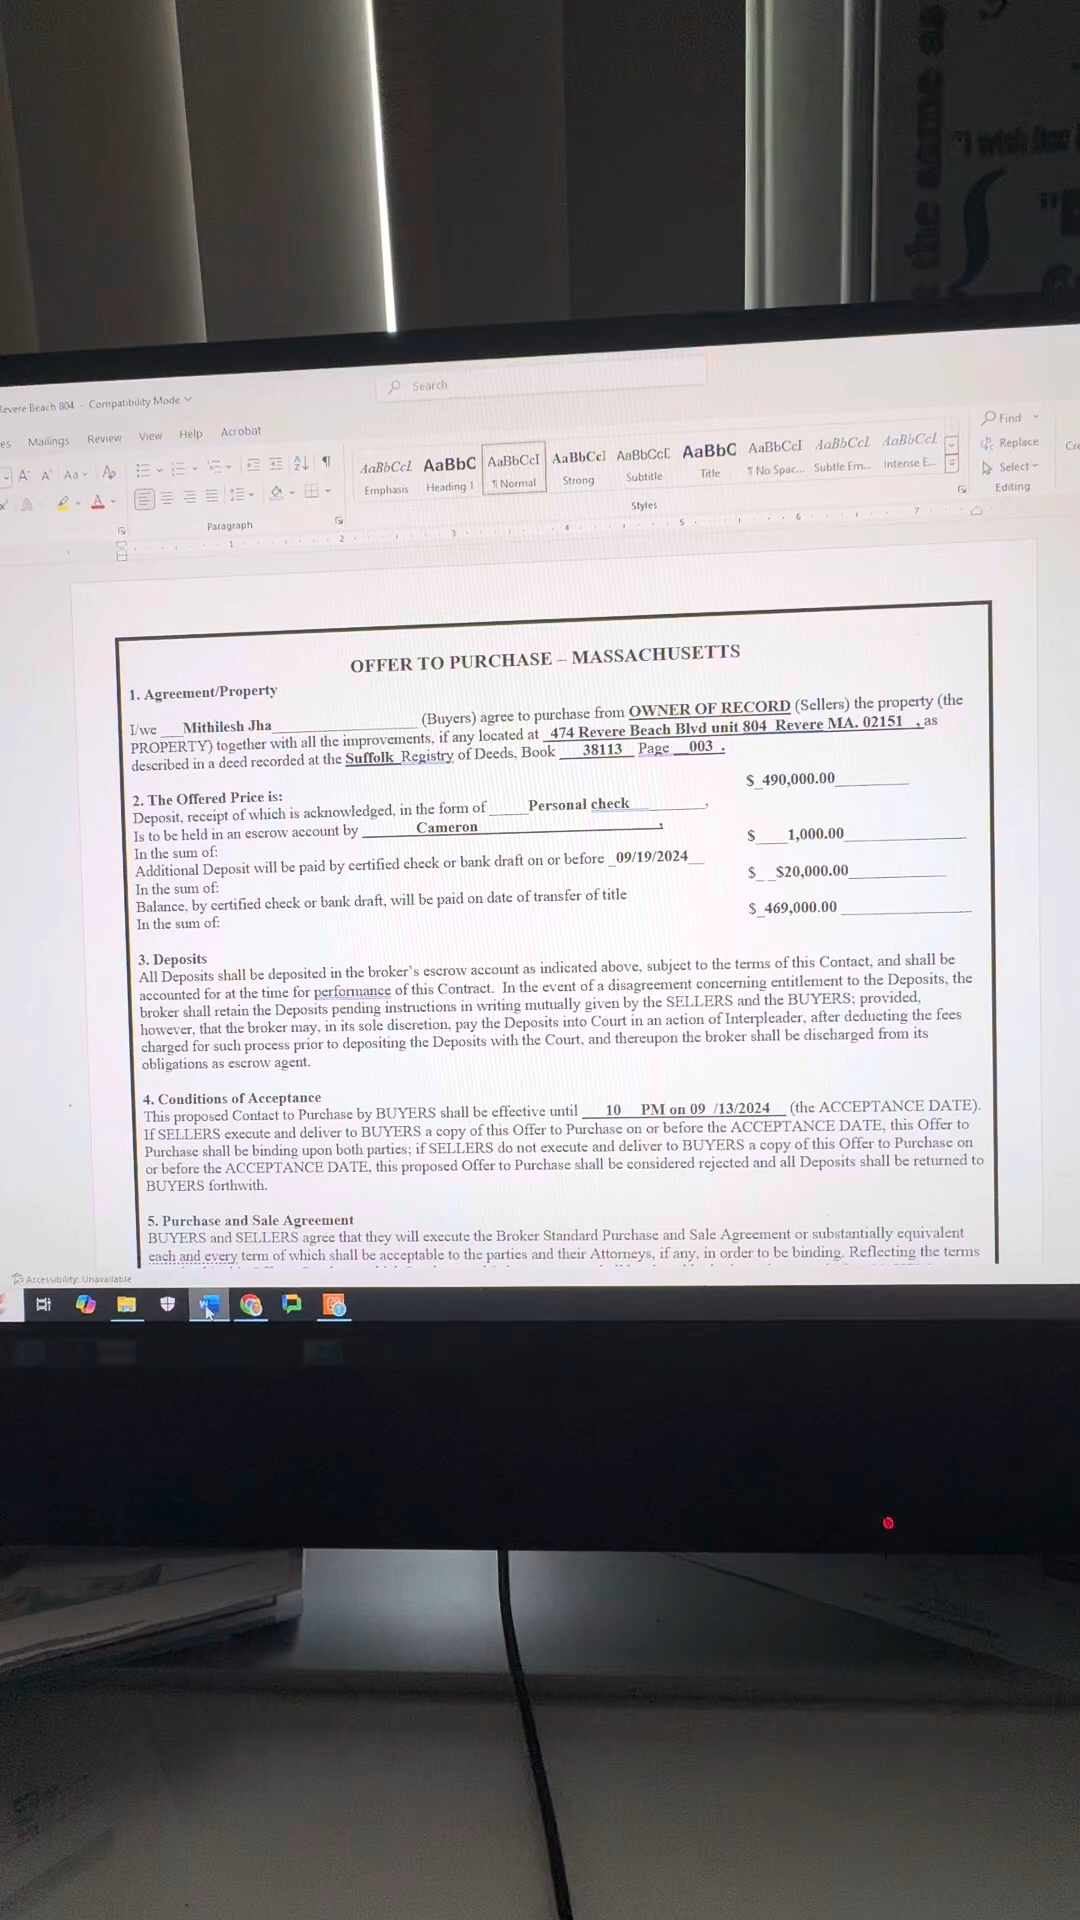 the same as
"I wish
Revere Beach 804 - Compatibility Mode
Search
es Mailings Review View Help Acrobat
Find
Replace
Select
Editing
AaBbCcI AaBbC AaBbCcI AaBbCcI AaBbCcC AaBbC AaBbCcI AaBbCcI AaBbCcI
Emphasis Heading 1 ¶ Normal Strong Subtitle Title ¶ No Spac... Subtle Em... Intense E...
Paragraph
Styles
1 2 3 4 5 6 7
OFFER TO PURCHASE – MASSACHUSETTS
1. Agreement/Property
I/we Mithilesh Jha (Buyers) agree to purchase from OWNER OF RECORD (Sellers) the property (the
PROPERTY) together with all the improvements, if any located at 474 Revere Beach Blvd unit 804 Revere MA. 02151 , as
described in a deed recorded at the Suffolk Registry of Deeds, Book 38113 Page 003 .
2. The Offered Price is: $ 490,000.00
Deposit, receipt of which is acknowledged, in the form of Personal check ,
Is to be held in an escrow account by Cameron ,
In the sum of: $ 1,000.00
Additional Deposit will be paid by certified check or bank draft on or before 09/19/2024
In the sum of: $ $20,000.00
Balance, by certified check or bank draft, will be paid on date of transfer of title
In the sum of: $ 469,000.00
3. Deposits
All Deposits shall be deposited in the broker's escrow account as indicated above, subject to the terms of this Contact, and shall be
accounted for at the time for performance of this Contract. In the event of a disagreement concerning entitlement to the Deposits, the
broker shall retain the Deposits pending instructions in writing mutually given by the SELLERS and the BUYERS; provided,
however, that the broker may, in its sole discretion, pay the Deposits into Court in an action of Interpleader, after deducting the fees
charged for such process prior to depositing the Deposits with the Court, and thereupon the broker shall be discharged from its
obligations as escrow agent.
4. Conditions of Acceptance
This proposed Contact to Purchase by BUYERS shall be effective until 10 PM on 09 /13/2024 (the ACCEPTANCE DATE).
If SELLERS execute and deliver to BUYERS a copy of this Offer to Purchase on or before the ACCEPTANCE DATE, this Offer to
Purchase shall be binding upon both parties; if SELLERS do not execute and deliver to BUYERS a copy of this Offer to Purchase on
or before the ACCEPTANCE DATE, this proposed Offer to Purchase shall be considered rejected and all Deposits shall be returned to
BUYERS forthwith.
5. Purchase and Sale Agreement
BUYERS and SELLERS agree that they will execute the Broker Standard Purchase and Sale Agreement or substantially equivalent
each and every term of which shall be acceptable to the parties and their Attorneys, if any, in order to be binding. Reflecting the terms
Accessibility: Unavailable